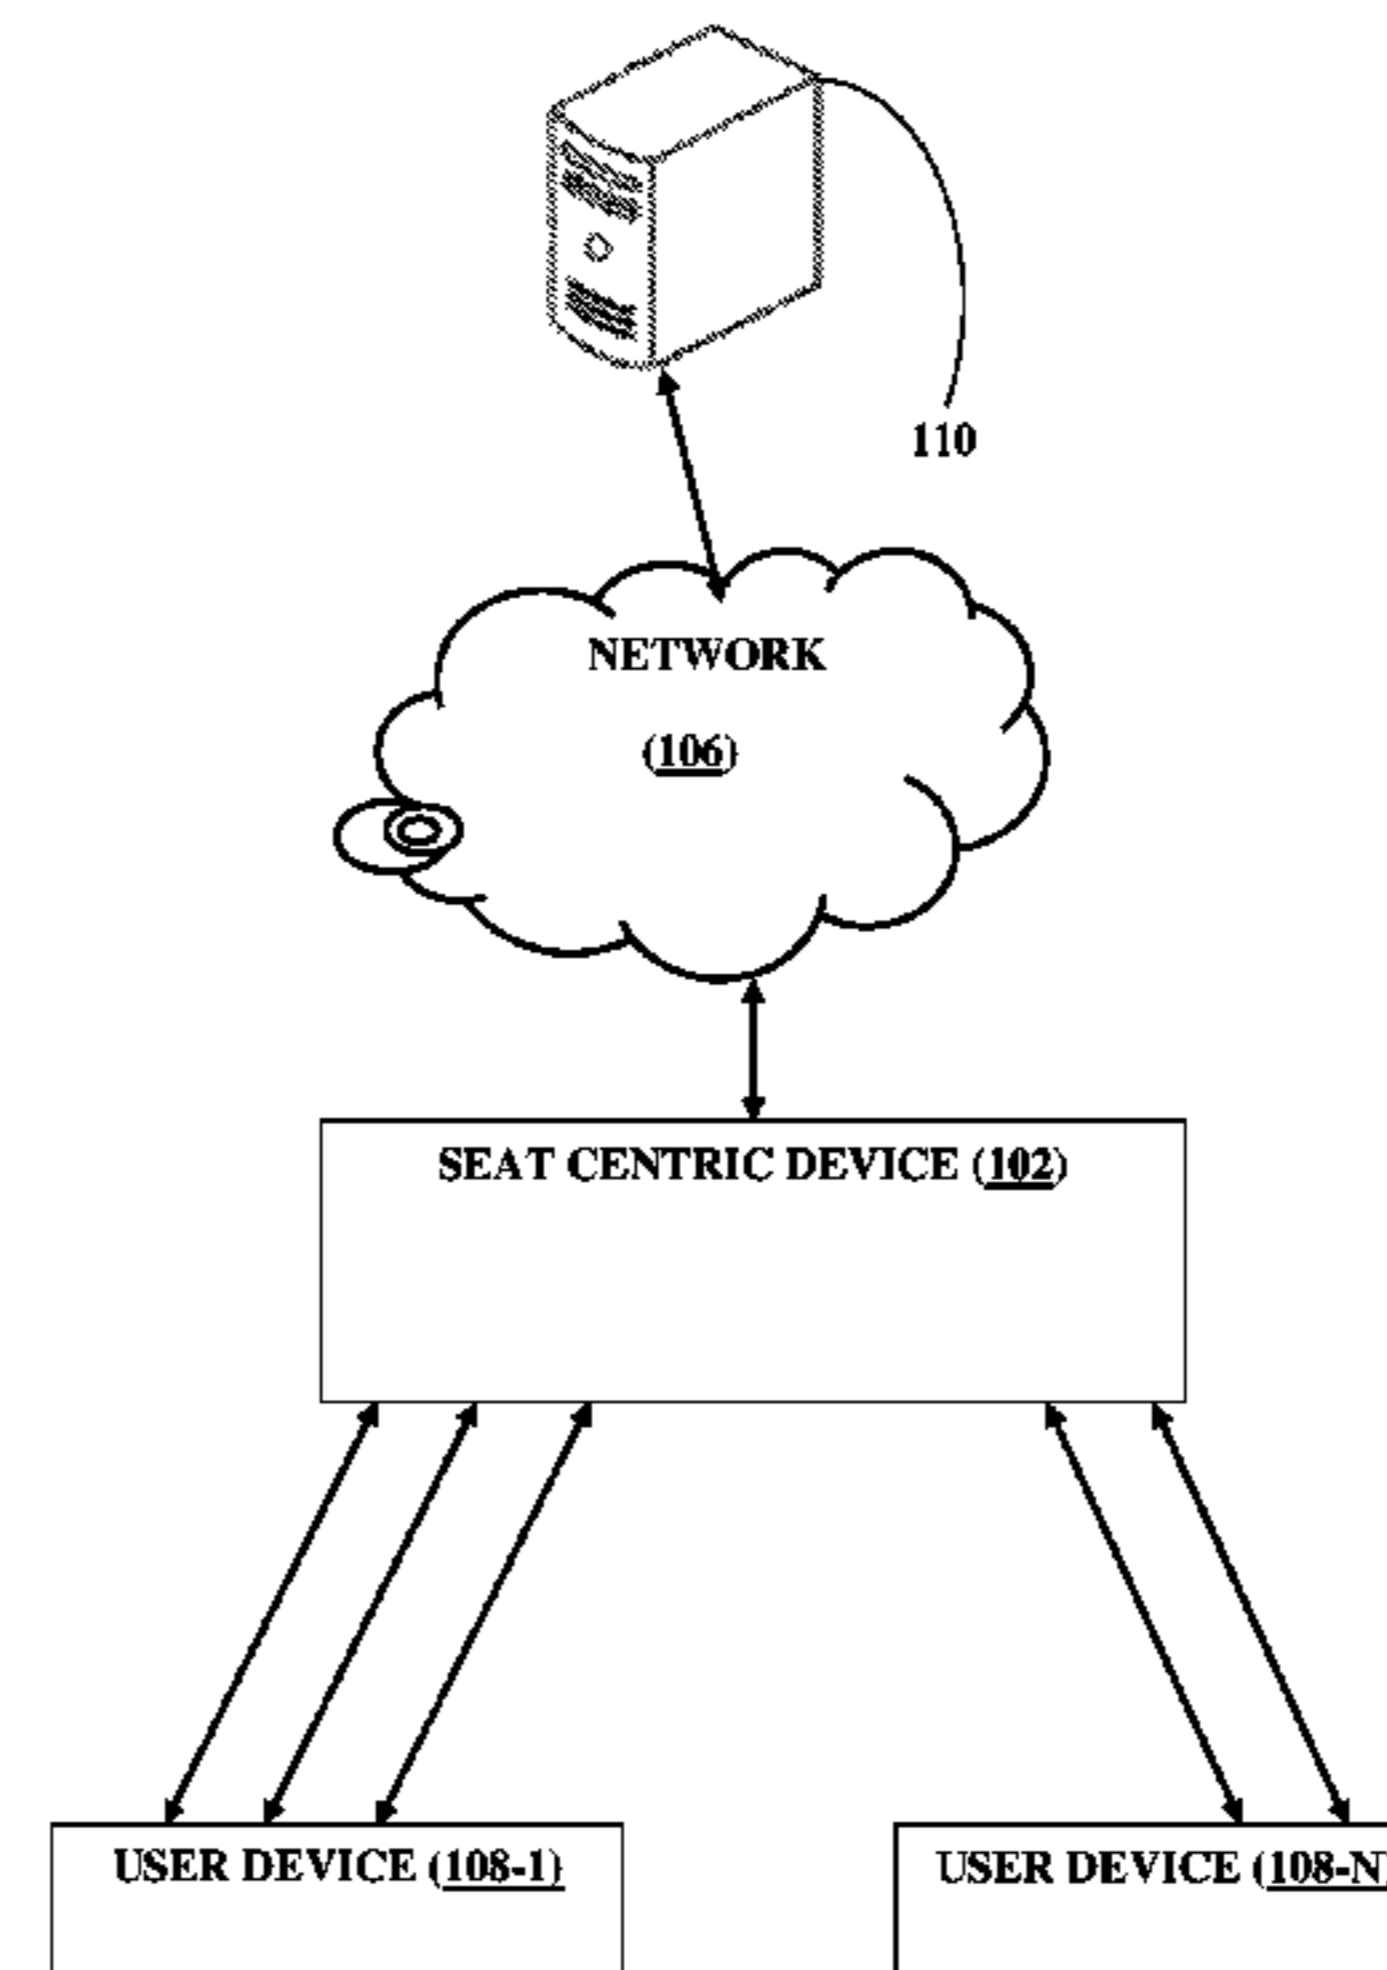 110
NETWORK
(106)
SEAT CENTRIC DEVICE (102)
USER DEVICE (108-1)
USER DEVICE (108-N)